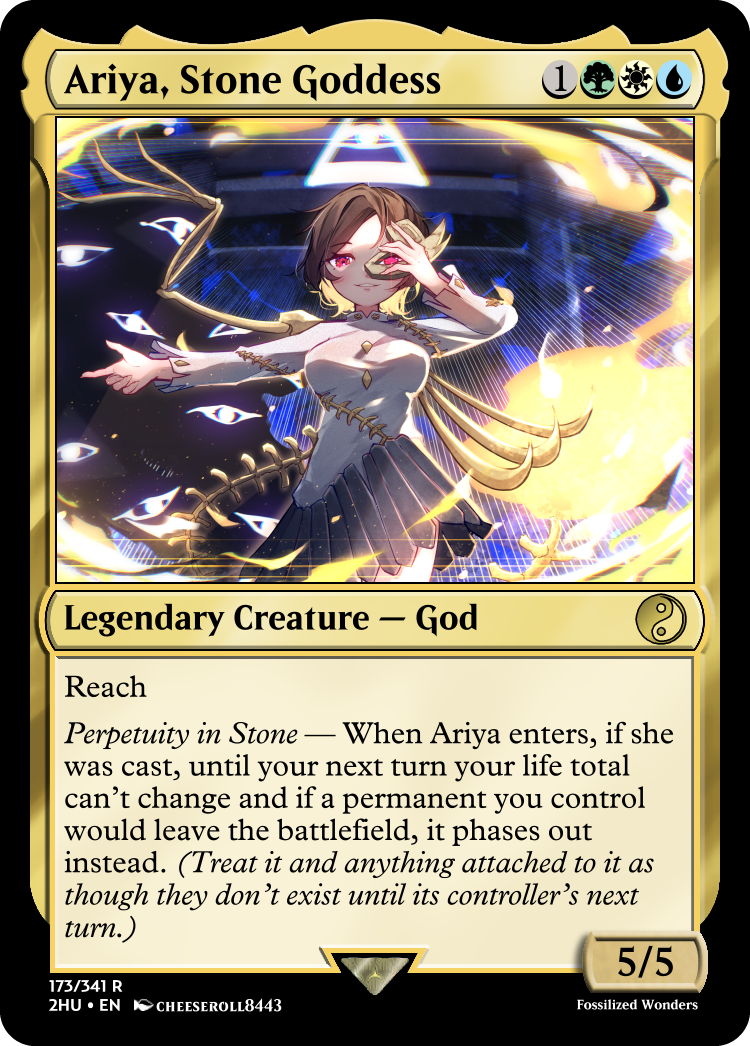 Ariya, Stone Goddess 1
Legendary Creature — God
Reach
Perpetuity in Stone — When Ariya enters, if she
was cast, until your next turn your life total
can't change and if a permanent you control
would leave the battlefield, it phases out
instead. (Treat it and anything attached to it as
though they don't exist until its controller's next
turn.)
5/5
173/341 R
2HU • EN CHEESEROLL8443
Fossilized Wonders